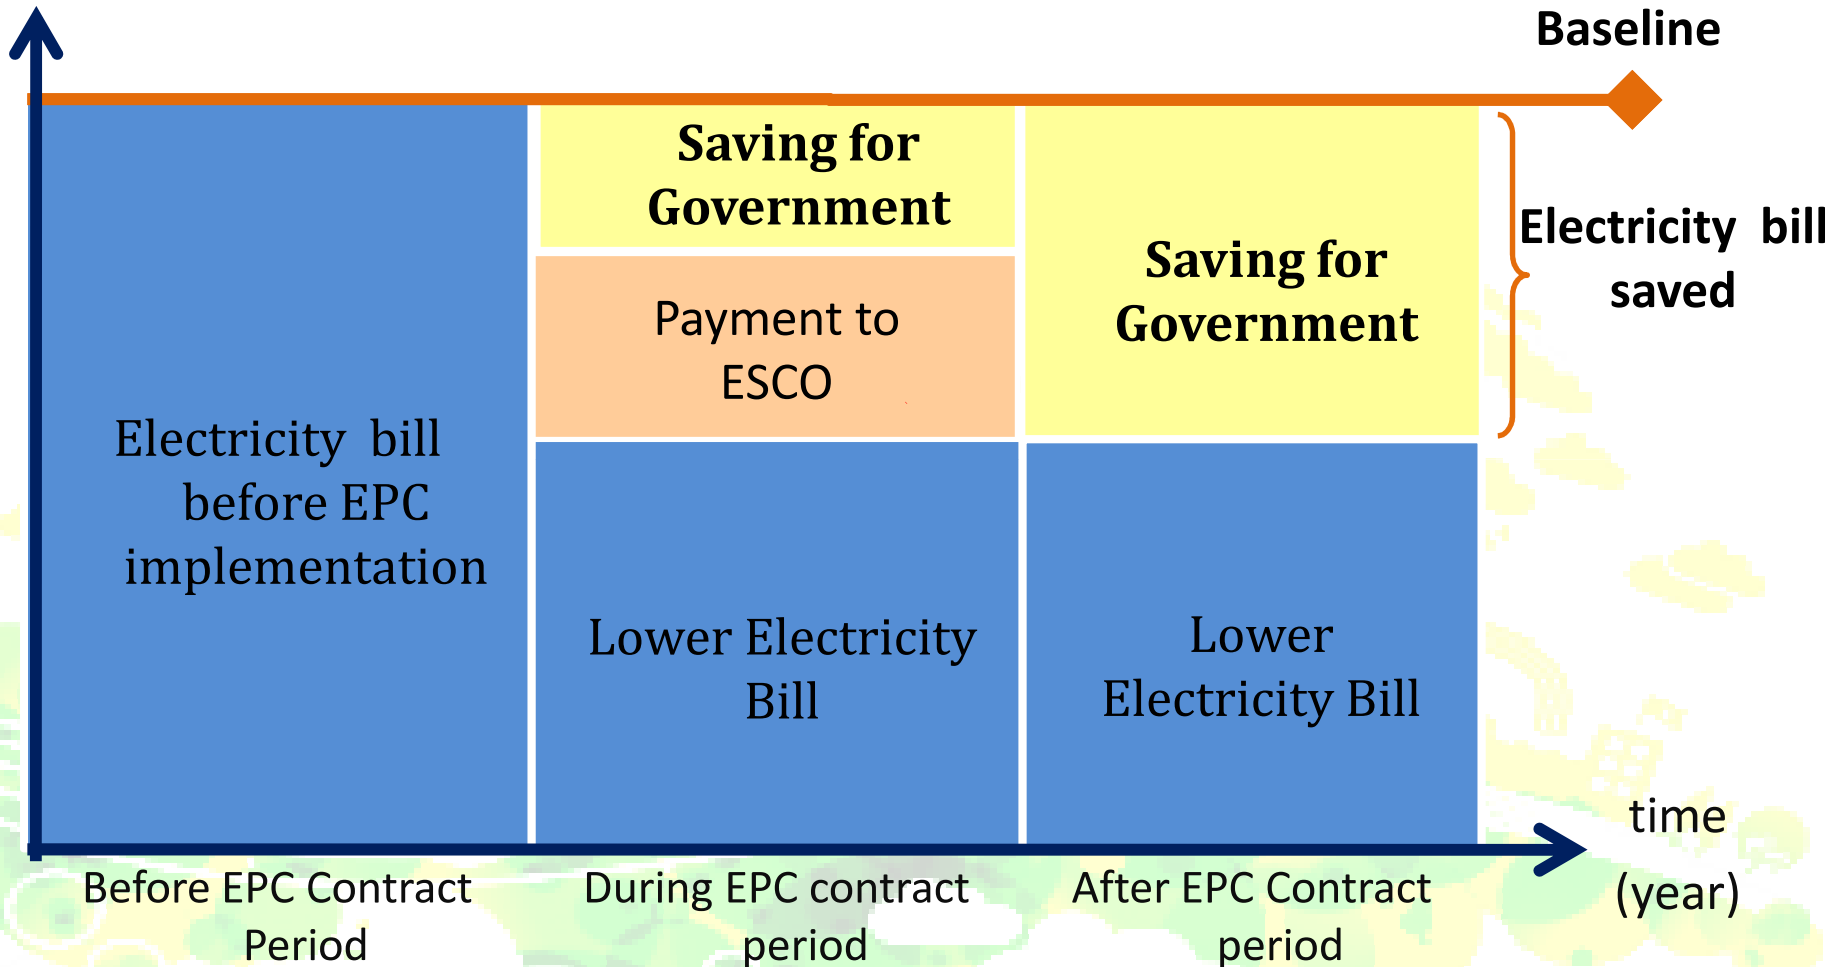 Baseline
Saving for
Government
Payment to
ESCO
Saving for
Government
Electricity bill
saved
Electricity bill
before EPC
implementation
Lower Electricity
Bill
Lower
Electricity Bill
time
(year)
Before EPC Contract
Period
During EPC contract
period
After EPC Contract
period